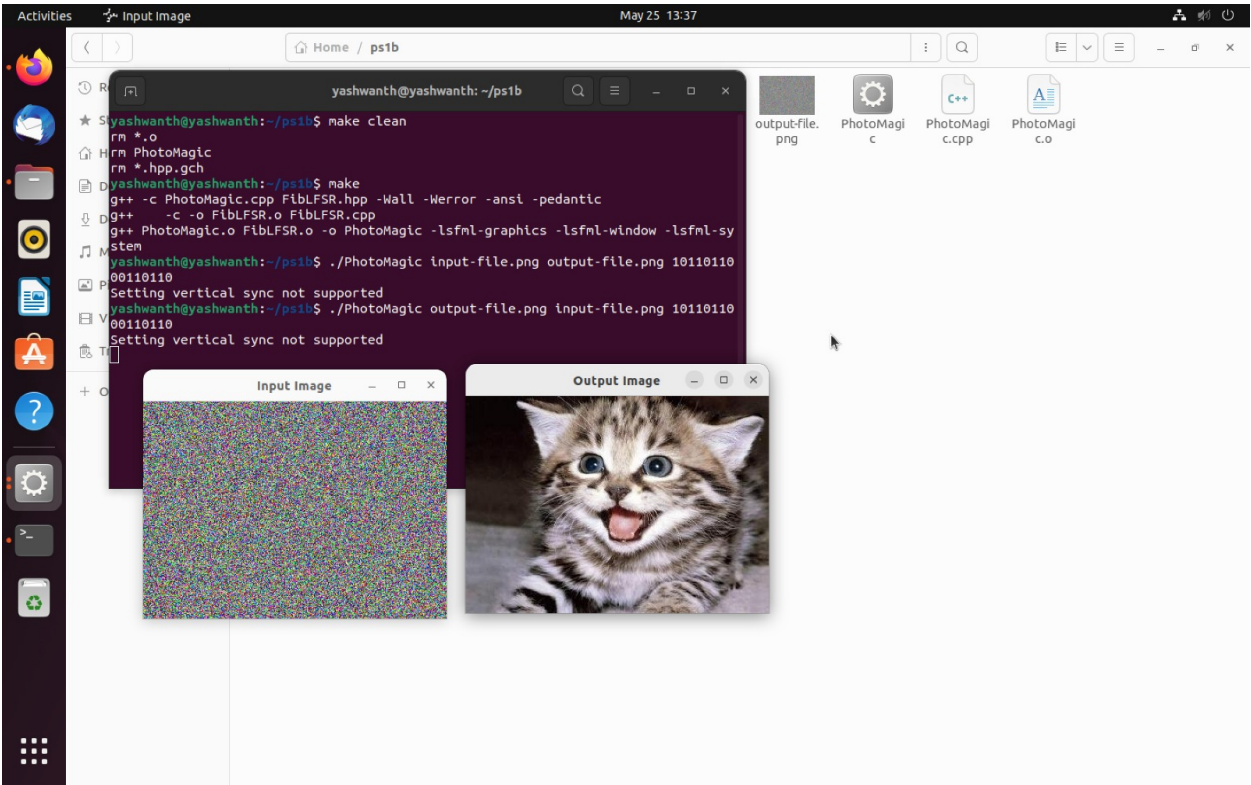 Activities Input Image May 25 13:37
Home / ps1b
yashwanth@yashwanth: ~/ps1b
yashwanth@yashwanth:~/ps1b$ make clean
rm *.o
rm PhotoMagic
rm *.hpp.gch
yashwanth@yashwanth:~/ps1b$ make
g++ -c PhotoMagic.cpp FibLFSR.hpp -Wall -Werror -ansi -pedantic
g++ -c -o FibLFSR.o FibLFSR.cpp
g++ PhotoMagic.o FibLFSR.o -o PhotoMagic -lsfml-graphics -lsfml-window -lsfml-sy
stem
yashwanth@yashwanth:~/ps1b$ ./PhotoMagic input-file.png output-file.png 10110110
00110110
Setting vertical sync not supported
yashwanth@yashwanth:~/ps1b$ ./PhotoMagic output-file.png input-file.png 10110110
00110110
Setting vertical sync not supported
output-file.
png
PhotoMagi
c
C++
PhotoMagi
c.cpp
A
PhotoMagi
c.o
Input Image
Output Image